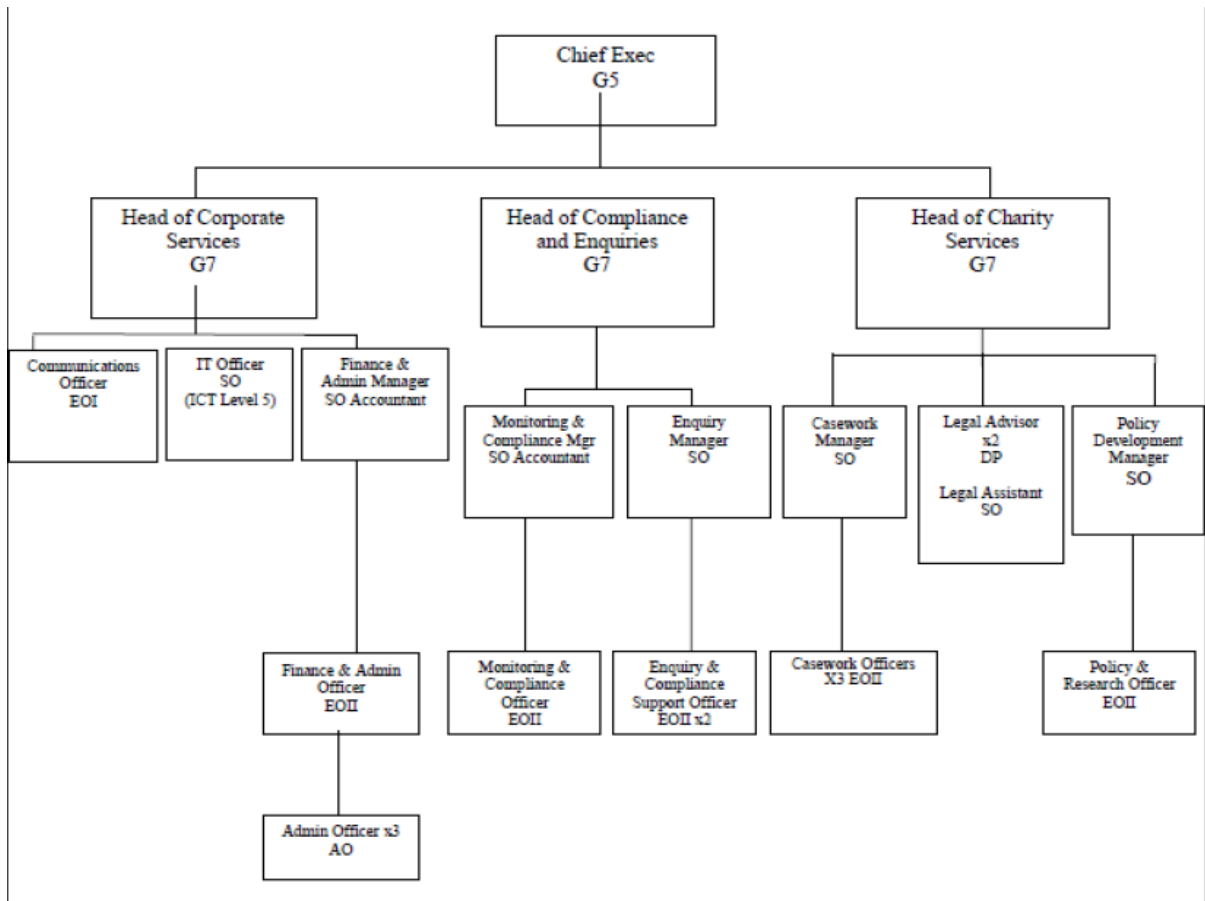 Chief Exec
G5
Head of Corporate
Services
G7
Head of Compliance
and Enquiries
G7
Head of Charity
Services
G7
Communications
Officer
EOI
IT Officer
SO
(ICT Level 5)
Finance &
Admin Manager
SO Accountant
Monitoring &
Compliance Mgr
SO Accountant
Enquiry
Manager
SO
Casework
Manager
SO
Legal Advisor
x2
DP
Legal Assistant
SO
Policy
Development
Manager
SO
Finance & Admin
Officer
EOII
Monitoring &
Compliance
Officer
EOII
Enquiry &
Compliance
Support Officer
EOII x2
Casework Officers
X3 EOII
Policy &
Research Officer
EOII
Admin Officer x3
AO